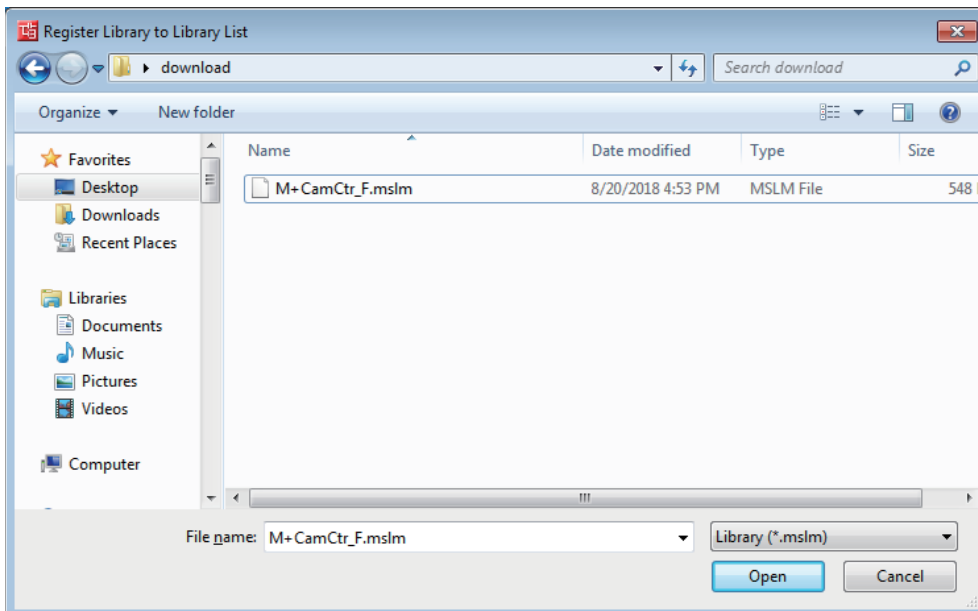 Register Library to Library List
download
Search download
Organize New folder
Name Date modified Type Size
M+CamCtr_F.mslm 8/20/2018 4:53 PM MSLM File 548
Favorites
Desktop
Downloads
Recent Places
Libraries
Documents
Music
Pictures
Videos
Computer
File name: M+CamCtr_F.mslm Library (*.mslm)
Open Cancel